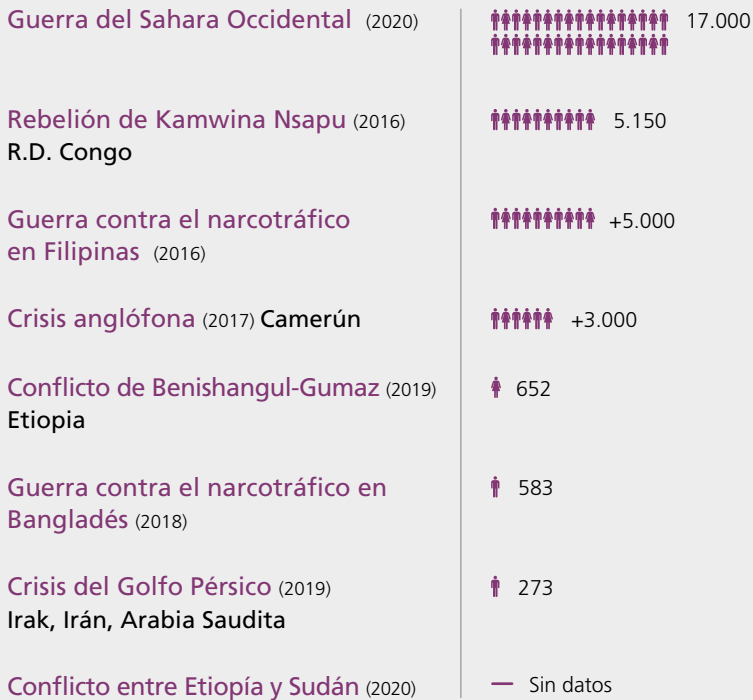 Guerra del Sahara Occidental (2020) 17.000
Rebelión de Kamwina Nsapu (2016) 5.150
R.D. Congo
Guerra contra el narcotráfico +5.000
en Filipinas (2016)
Crisis anglófona (2017) Camerún +3.000
Conflicto de Benishangul-Gumaz (2019) 652
Etiopia
Guerra contra el narcotráfico en 583
Bangladés (2018)
Crisis del Golfo Pérsico (2019) 273
Irak, Irán, Arabia Saudita
Conflicto entre Etiopía y Sudán (2020) — Sin datos